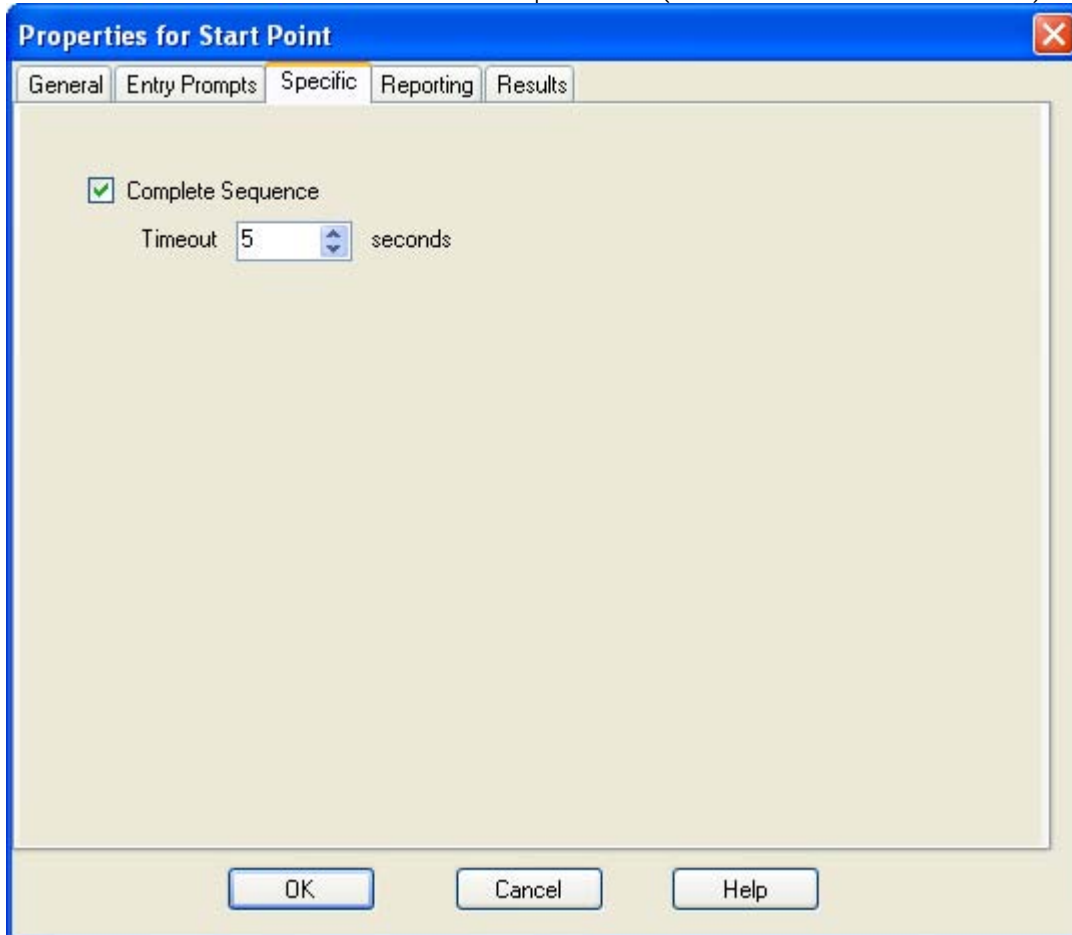 Properties for Start Point
General Entry Prompts Specific Reporting Results
Complete Sequence
Timeout 5 seconds
OK Cancel Help